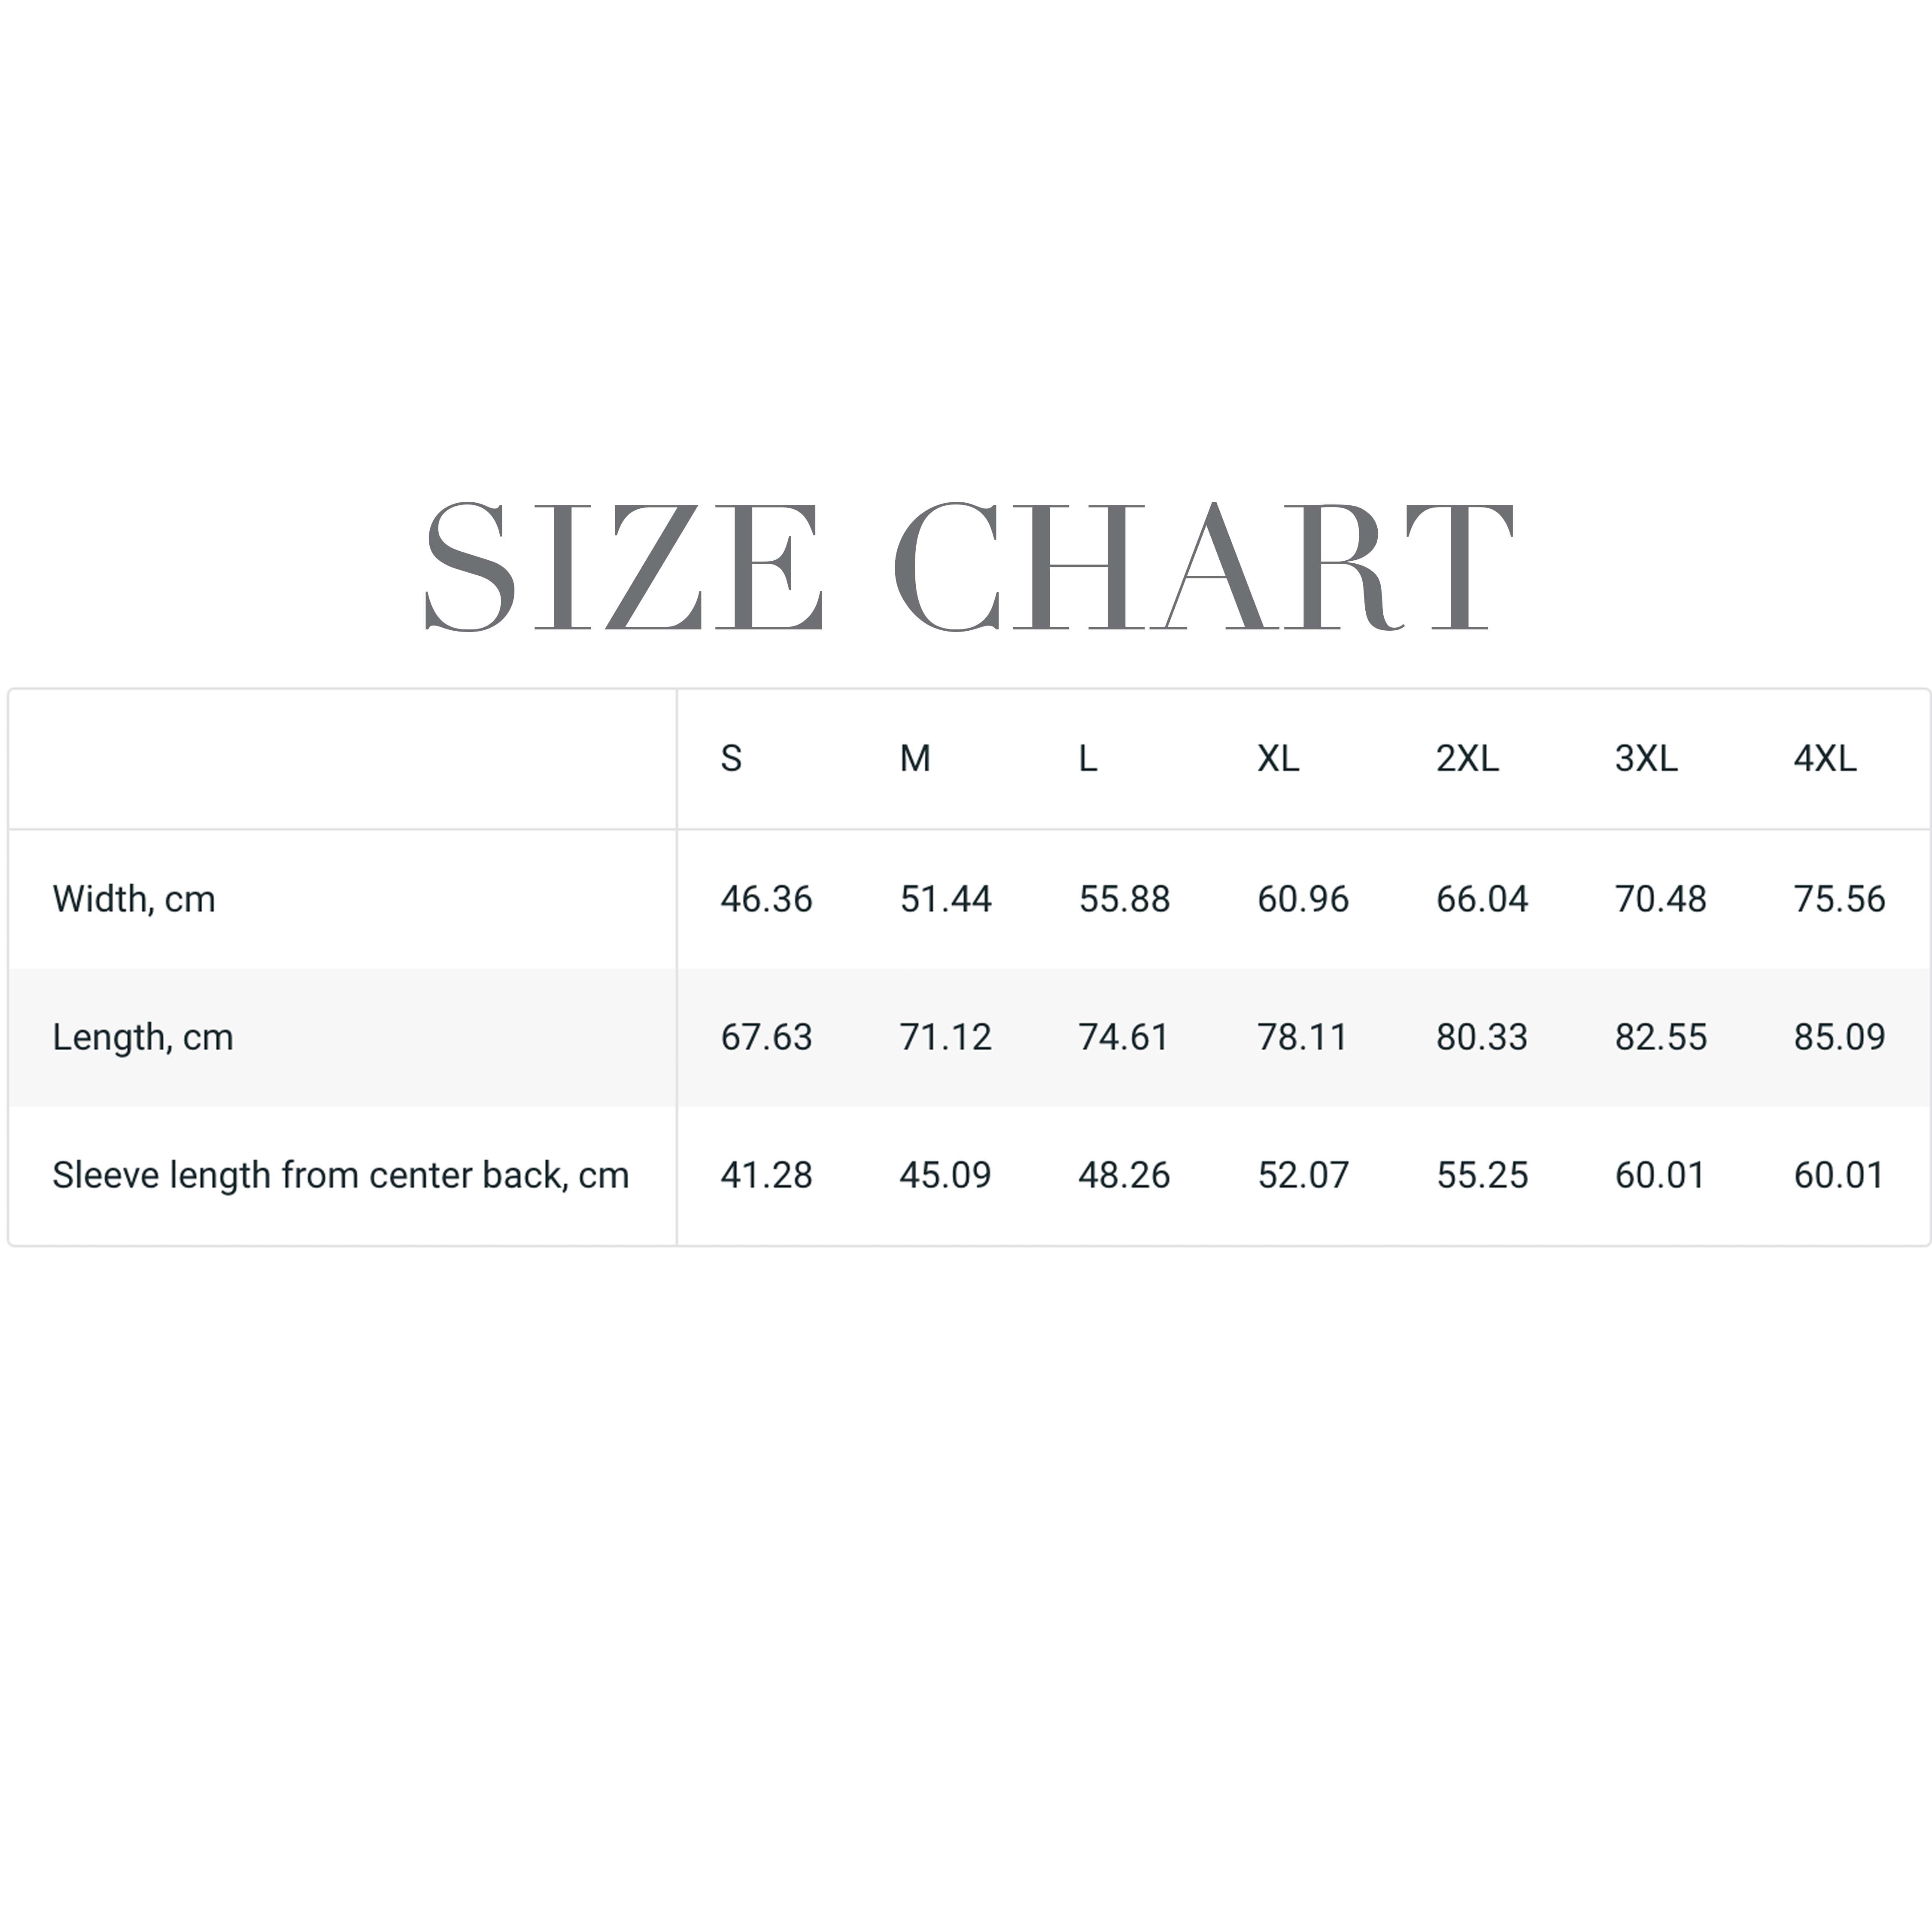 SIZE CHART
S M L XL 2XL 3XL 4XL
Width, cm 46.36 51.44 55.88 60.96 66.04 70.48 75.56
Length, cm 67.63 71.12 74.61 78.11 80.33 82.55 85.09
Sleeve length from center back, cm 41.28 45.09 48.26 52.07 55.25 60.01 60.01